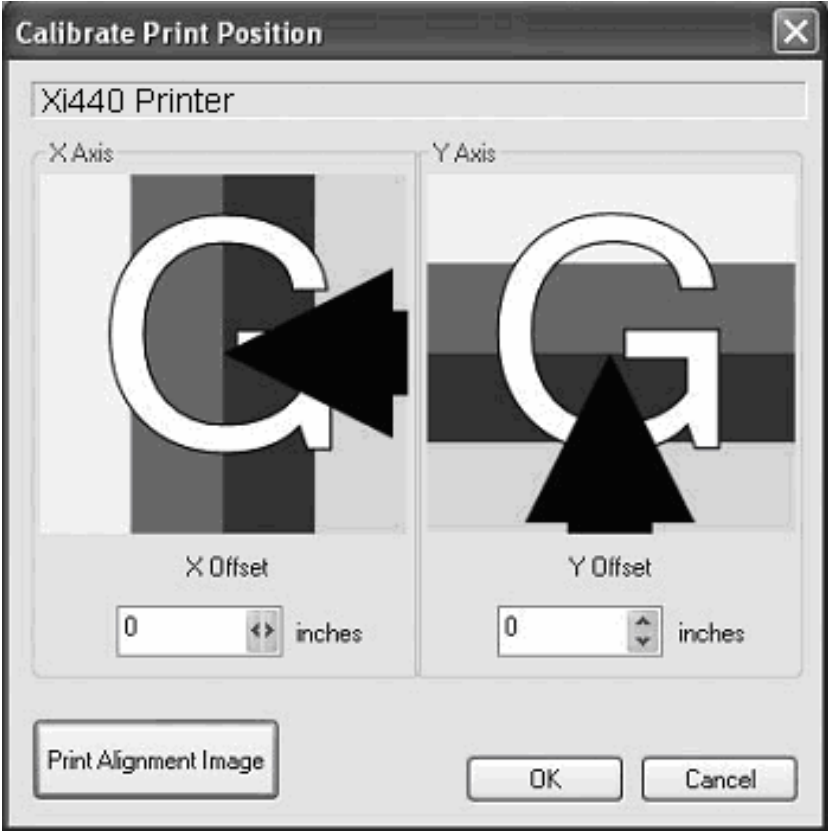 Calibrate Print Position
Xi440 Printer
X Axis
Y Axis
G
G
X Offset
Y Offset
0 inches
0 inches
Print Alignment Image
OK
Cancel